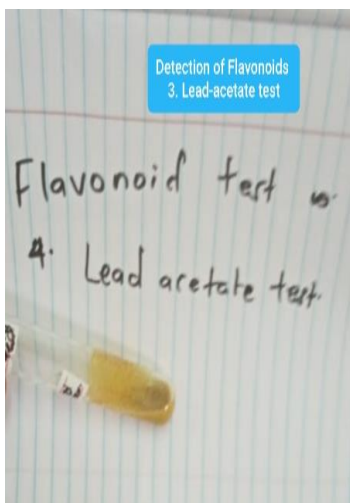 Detection of Flavonoids
3. Lead-acetate test
Flavonoid test
4. Lead acetate test.